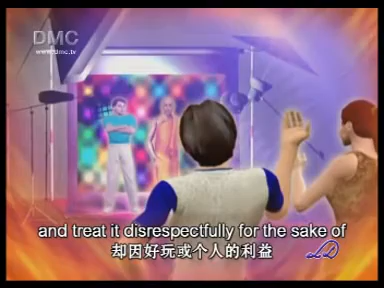 DMC
www.dmc.tv
and treat it disrespectfully for the sake of
却因好玩或个人的利益